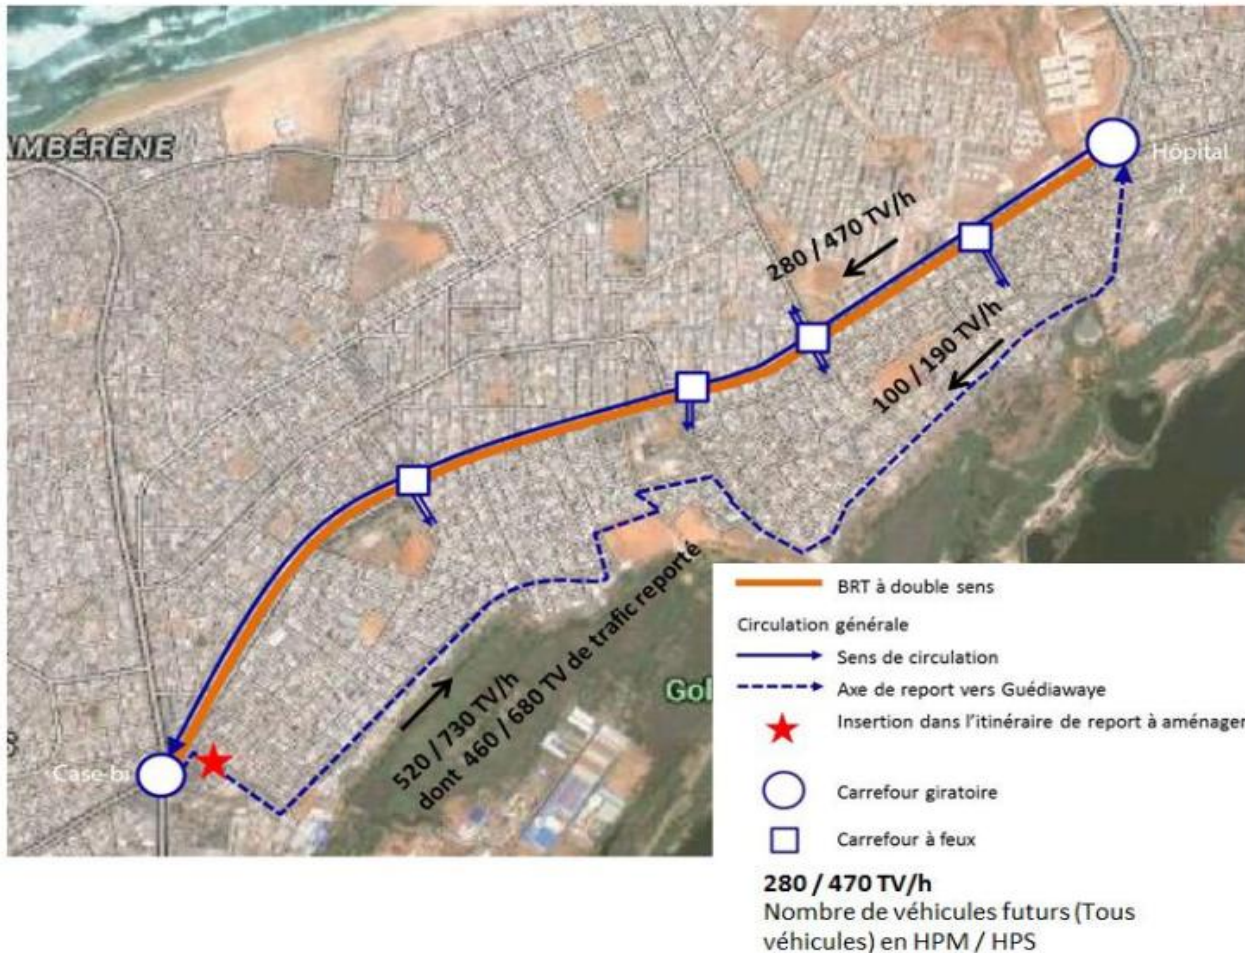 AMBÉRÈNE
Hôpital
280 / 470 TV/h
100 / 190 TV/h
520 / 730 TV/h
dont 460 / 680 TV de trafic reporté
Gol
Case-bi
BRT à double sens
Circulation générale
Sens de circulation
Axe de report vers Guédiawaye
Insertion dans l'itinéraire de report à aménager
Carrefour giratoire
Carrefour à feux
280 / 470 TV/h
Nombre de véhicules futurs (Tous
véhicules) en HPM / HPS